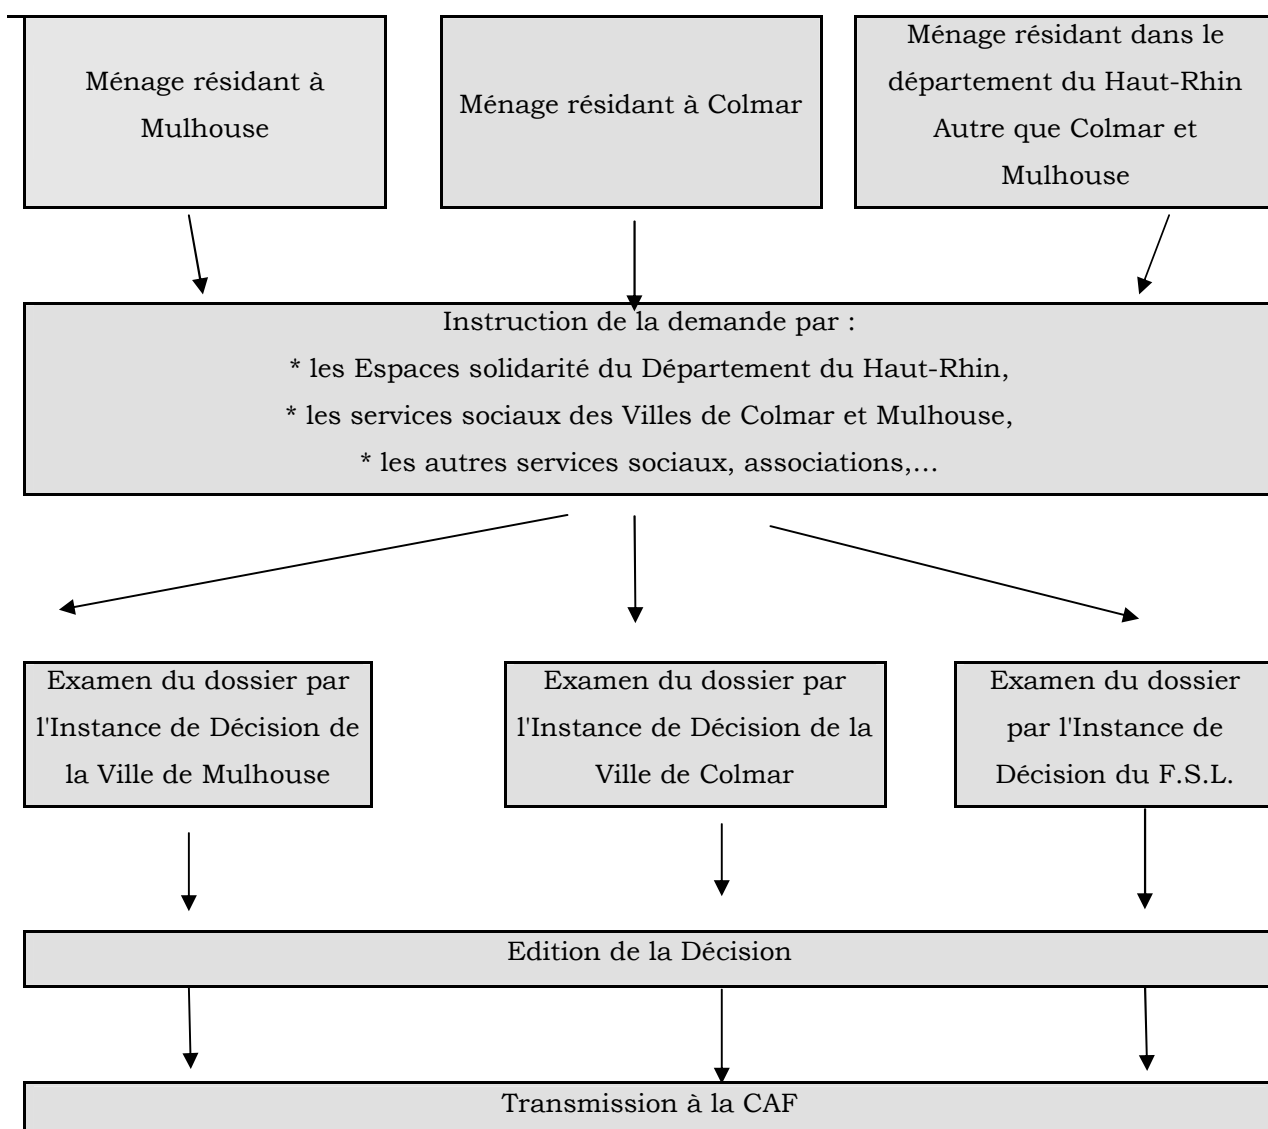 Ménage résidant à
Mulhouse
Ménage résidant à Colmar
Ménage résidant dans le
département du Haut-Rhin
Autre que Colmar et
Mulhouse
Instruction de la demande par :
* les Espaces solidarité du Département du Haut-Rhin,
* les services sociaux des Villes de Colmar et Mulhouse,
* les autres services sociaux, associations,…
Examen du dossier par
l'Instance de Décision de
la Ville de Mulhouse
Examen du dossier par
l'Instance de Décision de la
Ville de Colmar
Examen du dossier
par l'Instance de
Décision du F.S.L.
Edition de la Décision
Transmission à la CAF